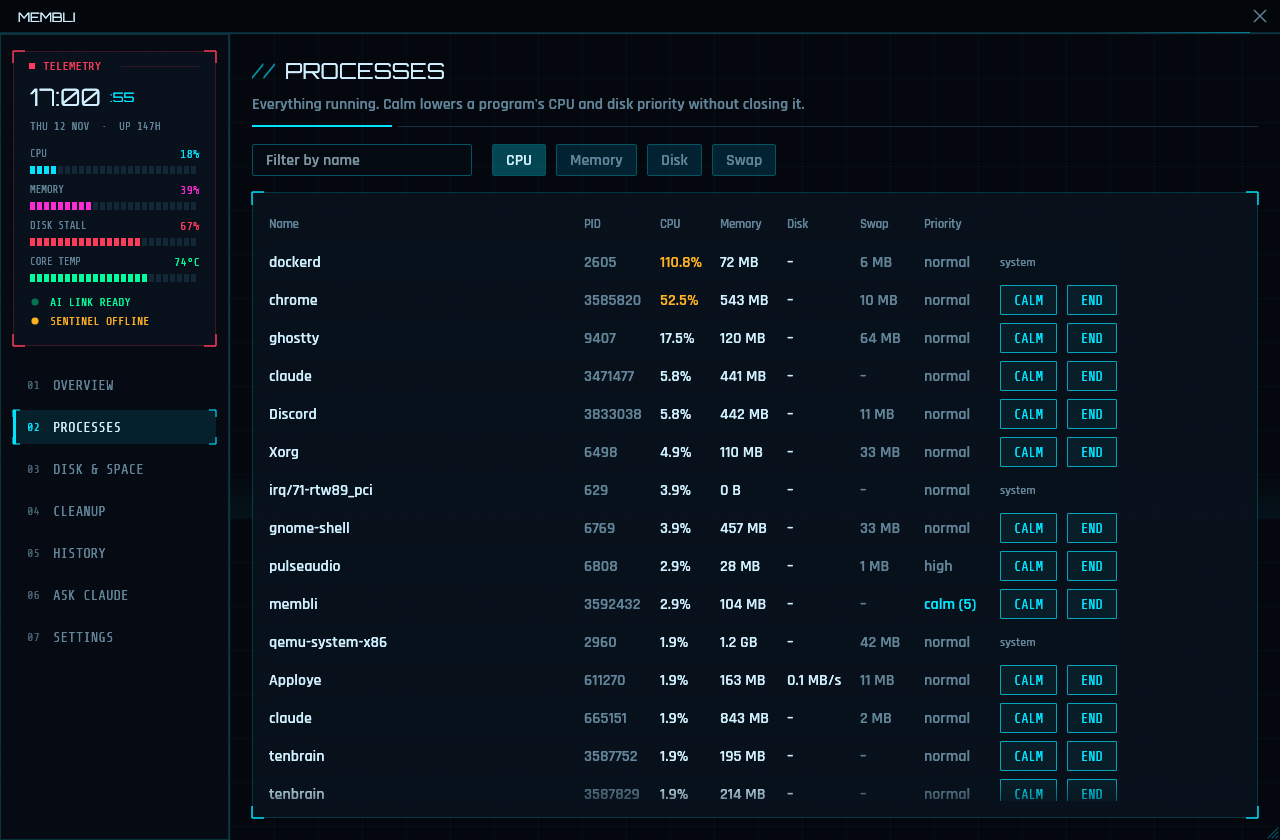 MEMBLI
TELEMETRY
17:00 :55
THU 12 NOV · UP 147H
CPU 18%
MEMORY 39%
DISK STALL 67%
CORE TEMP 74°C
AI LINK READY
SENTINEL OFFLINE
01 OVERVIEW
02 PROCESSES
03 DISK & SPACE
04 CLEANUP
05 HISTORY
06 ASK CLAUDE
07 SETTINGS
// PROCESSES
Everything running. Calm lowers a program's CPU and disk priority without closing it.
Filter by name CPU Memory Disk Swap
Name PID CPU Memory Disk Swap Priority
dockerd 2605 110.8% 72 MB – 6 MB normal system
chrome 3585820 52.5% 543 MB – 10 MB normal CALM END
ghostty 9407 17.5% 120 MB – 64 MB normal CALM END
claude 3471477 5.8% 441 MB – – normal CALM END
Discord 3833038 5.8% 442 MB – 11 MB normal CALM END
Xorg 6498 4.9% 110 MB – 33 MB normal CALM END
irq/71-rtw89_pci 629 3.9% 0 B – – normal system
gnome-shell 6769 3.9% 457 MB – 33 MB normal CALM END
pulseaudio 6808 2.9% 28 MB – 1 MB high CALM END
membli 3592432 2.9% 104 MB – – calm (5) CALM END
qemu-system-x86 2960 1.9% 1.2 GB – 42 MB normal system
Apploye 611270 1.9% 163 MB 0.1 MB/s 11 MB normal CALM END
claude 665151 1.9% 843 MB – 2 MB normal CALM END
tenbrain 3587752 1.9% 195 MB – – normal CALM END
tenbrain 3587829 1.9% 214 MB – – normal CALM END